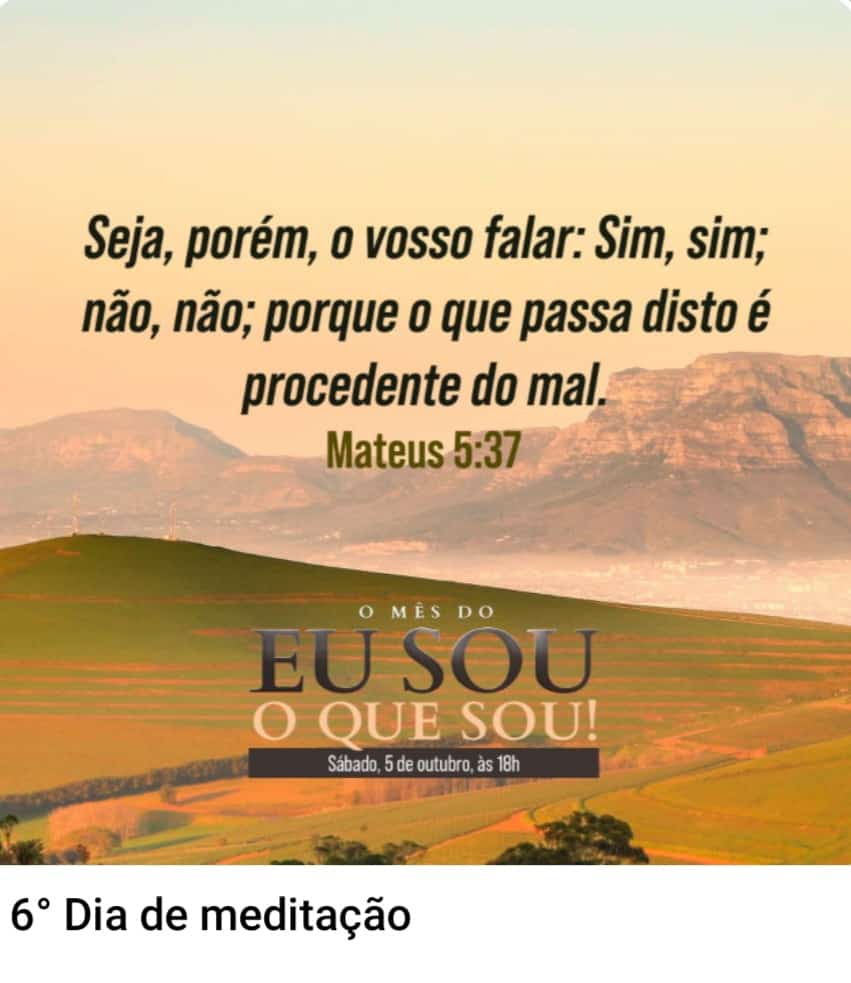 Seja, porém, o vosso falar: Sim, sim;
não, não; porque o que passa disto é
procedente do mal.
Mateus 5:37
O MÊS DO
EU SOU
O QUE SOU!
Sábado, 5 de outubro, às 18h
6° Dia de meditação